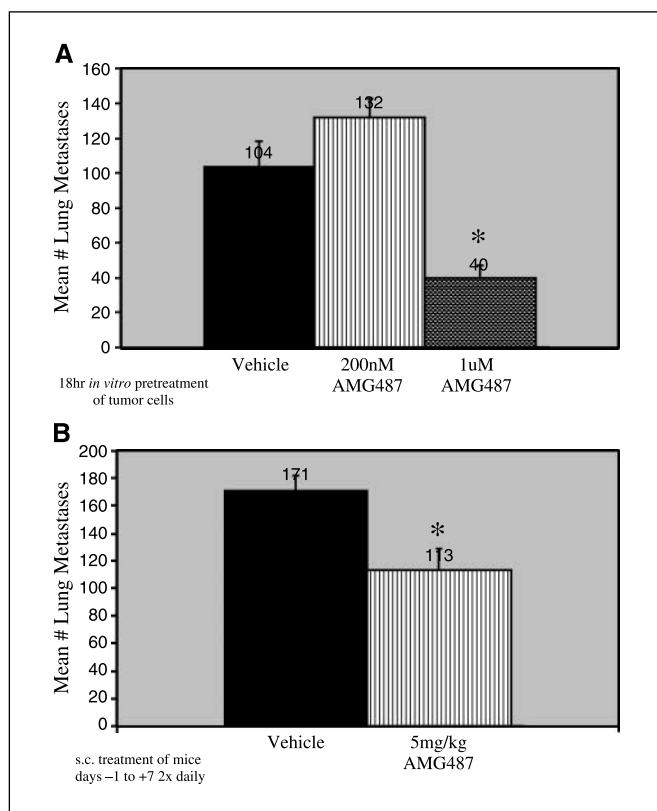 A
160
140
120
100
80
60
40
20
0
Mean # Lung Metastases
104
132
*
40
Vehicle
200nM
AMG487
1uM
AMG487
18hr in vitro pretreatment
of tumor cells
B
200
180
160
140
120
100
80
60
40
20
0
Mean # Lung Metastases
171
*
113
Vehicle
5mg/kg
AMG487
s.c. treatment of mice
days –1 to +7 2x daily